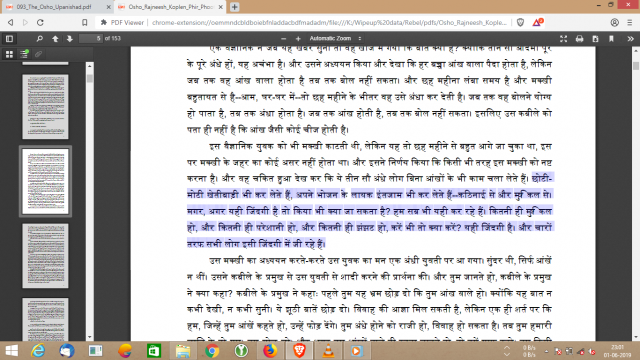 093_The_Osho_Upanishad.pdf
Osho_Rajneesh_Koplen_Phir_Phoo
PDF Viewer
chrome-extension://oemmndcbldboiebfnladdacbdfmadadm/file:///K:/Wipeup%20data/Rebel/pdfs/Osho_Rajneesh_Koplen_
5 of 153
Automatic Zoom
एक वैज्ञानिक ने जब यह खबर सुनी तो वह खोज में गया कि बात क्या है? क्योंकि तीन सौ आदमी पूरे
के पूरे अंधे हों, यह अचंभा है। और उसने अध्ययन किया और देखा कि हर बच्चा आंख वाला पैदा होता है, लेकिन
जब तक वह आंख वाला होता है तब तक बोल नहीं सकता। और छह महीना लंबा समय है और मक्खी
बहुतायत से है--आम, घर-घर में--तो छह महीने के भीतर वह उसे अंधा कर देती है। जब तक वह बोलने योग्य
हो पाता है, तब तक अंधा होता है। जब तक आंख होती है, तब तक बोल नहीं सकता। इसलिए उस कबीले को
पता ही नहीं है कि आंख जैसी कोई चीज होती है।
इस वैज्ञानिक युवक को भी मक्खी काटती थी, लेकिन यह तो छह महीने से बहुत आगे जा चुका था, इस
पर मक्खी के जहर का कोई असर नहीं होता था। और इसने निर्णय किया कि किसी भी तरह इस मक्खी को नष्ट
करना है। और वह चकित हुआ देख कर कि ये तीन सौ अंधे लोग बिना आंखों के भी काम चला लेते हैं। छोटी-
मोटी खेतीबाड़ी भी कर लेते हैं, अपने भोजन के लायक इंतजाम भी कर लेते हैं--कठिनाई से और मुश्किल से।
मगर, अगर यही जिंदगी है तो किया भी क्या जा सकता है? हम सब भी यही कर रहे हैं। कितनी ही मुश्किल
हो, और कितनी ही परेशानी हो, और कितनी ही झंझट हो, करें भी तो क्या करें? यही जिंदगी है। और चारों
तरफ सभी लोग इसी जिंदगी में जी रहे हैं।
उस मक्खी का अध्ययन करते-करते उस युवक का मन एक अंधी युवती पर आ गया। सुंदर थी, सिर्फ आंखें
न थीं। उसने कबीले के प्रमुख से उस युवती से शादी करने की प्रार्थना की। और तुम जानते हो, कबीले के प्रमुख
ने क्या कहा? कबीले के प्रमुख ने कहा: पहले तुम यह भ्रम छोड़ दो कि तुम आंख वाले हो। क्योंकि यह बात न
कभी देखी, न कभी सुनी। ये झूठी बातें छोड़ दो। विवाह की आज्ञा मिल सकती है, लेकिन एक ही शर्त पर कि
हम, जिन्हें तुम आंखें कहते हो, उन्हें फोड़ देंगे। तुम अंधे होने को राजी हो, विवाह हो सकता है। तब तुम हमारी
0 B/s
0 B/s
23:01
01-06-2019